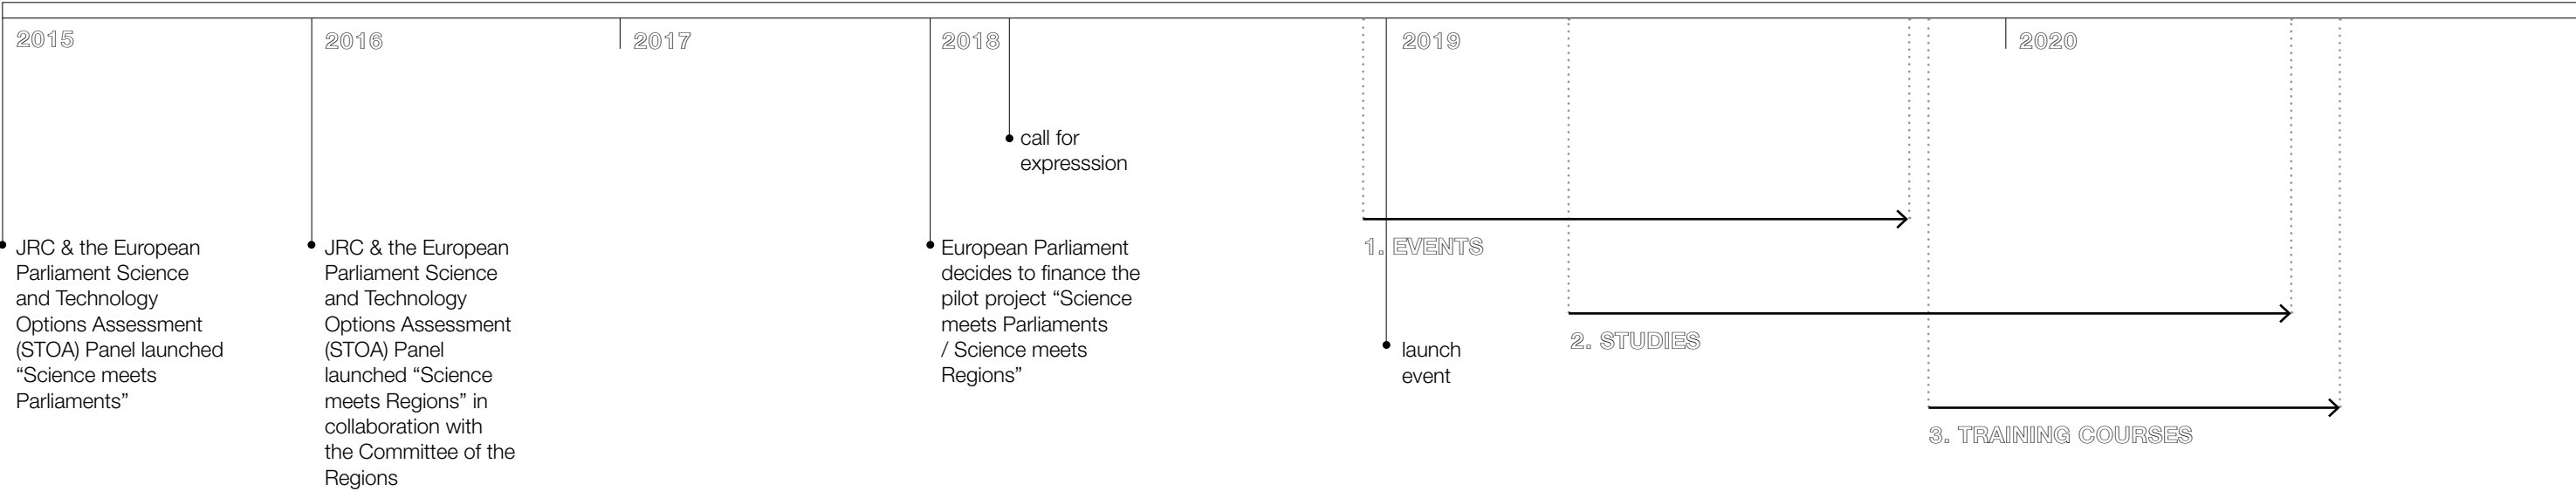 2015
2016
2017
2018
2019
2020
call for
expresssion
JRC & the European
Parliament Science
and Technology
Options Assessment
(STOA) Panel launched
“Science meets
Parliaments”
JRC & the European
Parliament Science
and Technology
Options Assessment
(STOA) Panel
launched “Science
meets Regions” in
collaboration with
the Committee of the
Regions
European Parliament
decides to finance the
pilot project “Science
meets Parliaments
/ Science meets
Regions”
1. EVENTS
launch
event
2. STUDIES
3. TRAINING COURSES